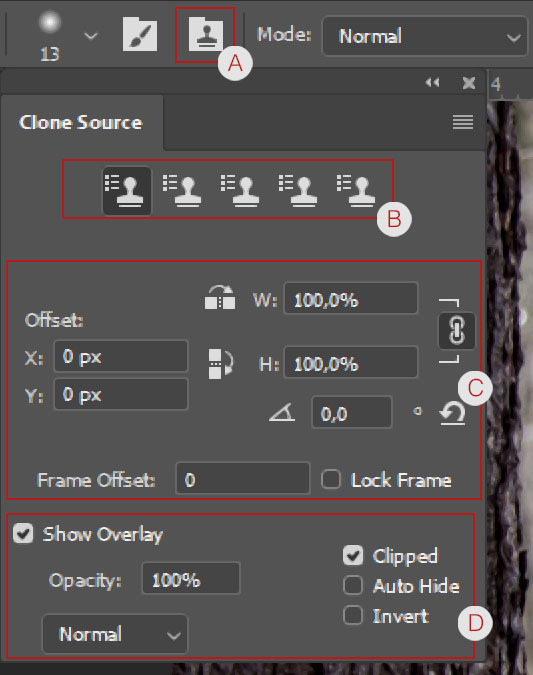 13
A
Mode: Normal
4
Clone Source
B
W: 100,0%
Offset:
X: 0 px
H: 100,0%
Y: 0 px
C
0,0 °
Frame Offset: 0 Lock Frame
Show Overlay
Clipped
Opacity: 100%
Auto Hide
Invert
D
Normal